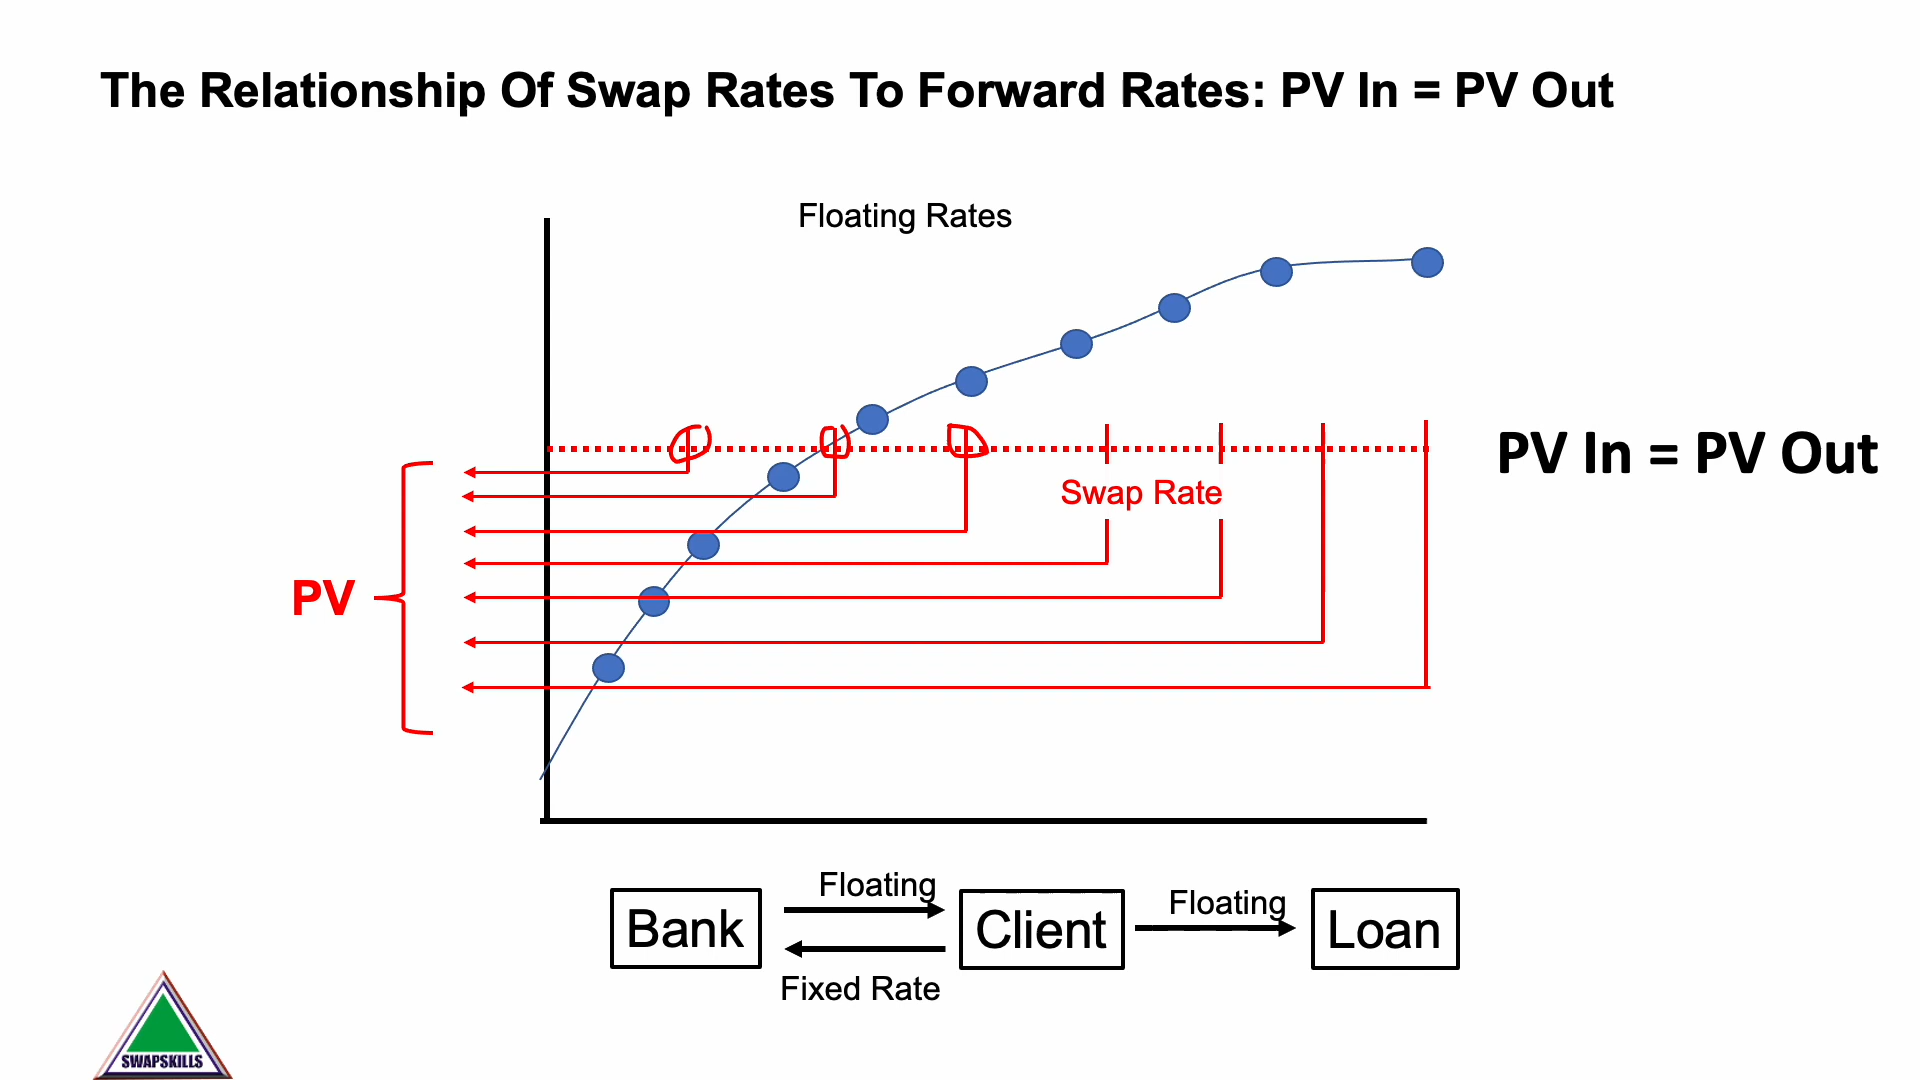 The Relationship Of Swap Rates To Forward Rates: PV In = PV Out
Floating Rates
PV In = PV Out
Swap Rate
PV
Floating
Floating
Bank
Client
Loan
Fixed Rate
SWAPSKILLS